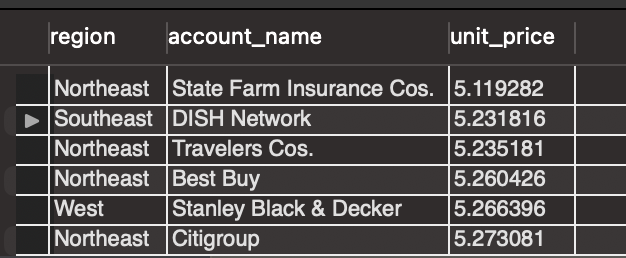 region account_name unit_price
Northeast State Farm Insurance Cos. 5.119282
Southeast DISH Network 5.231816
Northeast Travelers Cos. 5.235181
Northeast Best Buy 5.260426
West Stanley Black & Decker 5.266396
Northeast Citigroup 5.273081